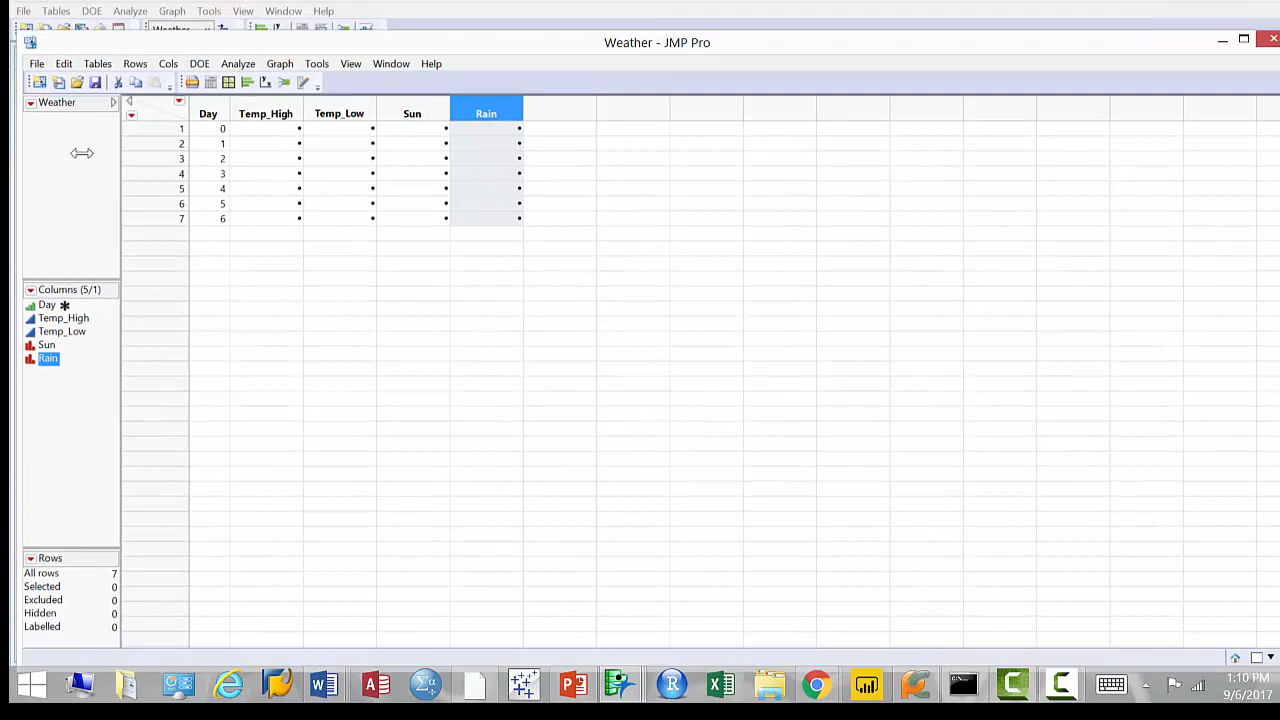 File Tables DOE Analyze Graph Tools View Window Help
Weather
Weather - JMP Pro
File Edit Tables Rows Cols DOE Analyze Graph Tools View Window Help
Weather
Day Temp_High Temp_Low Sun Rain
1 0 • • • •
2 1 • • • •
3 2 • • • •
4 3 • • • •
5 4 • • • •
6 5 • • • •
7 6 • • • •
Columns (5/1)
Day
Temp_High
Temp_Low
Sun
Rain
Rows
All rows 7
Selected 0
Excluded 0
Hidden 0
Labelled 0
1:10 PM
9/6/2017